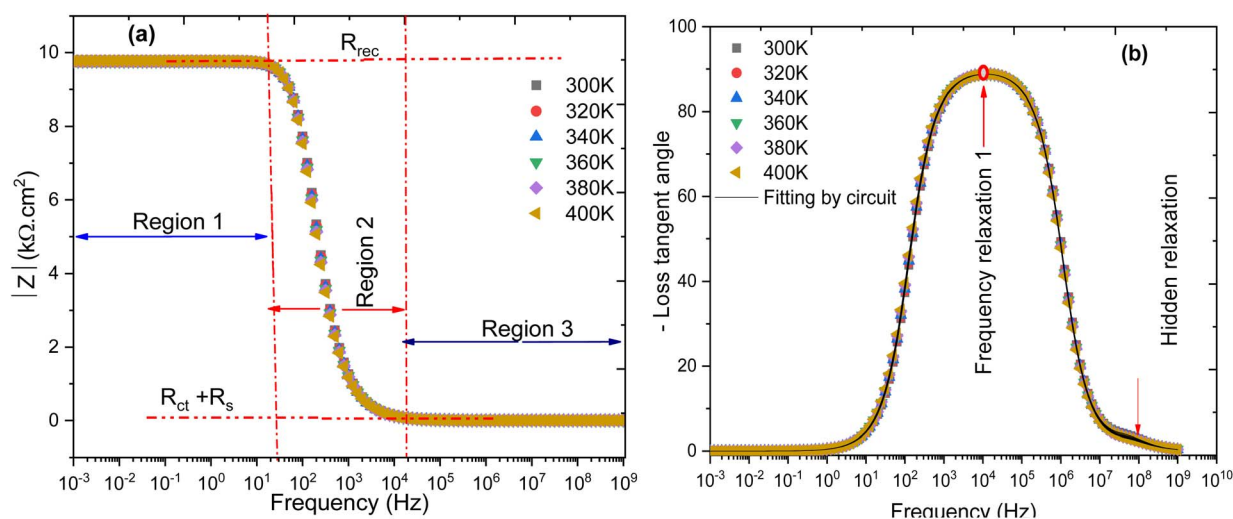 (a)
R_rec
300K
320K
340K
360K
380K
400K
Region 1
Region 2
Region 3
R_ct +R_s
|Z| (kΩ.cm²)
10
8
6
4
2
0
10⁻³ 10⁻² 10⁻¹ 10⁰ 10¹ 10² 10³ 10⁴ 10⁵ 10⁶ 10⁷ 10⁸ 10⁹
Frequency (Hz)
(b)
300K
320K
340K
360K
380K
400K
Fitting by circuit
Frequency relaxation 1
Hidden relaxation
- Loss tangent angle
100
80
60
40
20
0
10⁻³ 10⁻² 10⁻¹ 10⁰ 10¹ 10² 10³ 10⁴ 10⁵ 10⁶ 10⁷ 10⁸ 10⁹ 10¹⁰
Frequency (Hz)